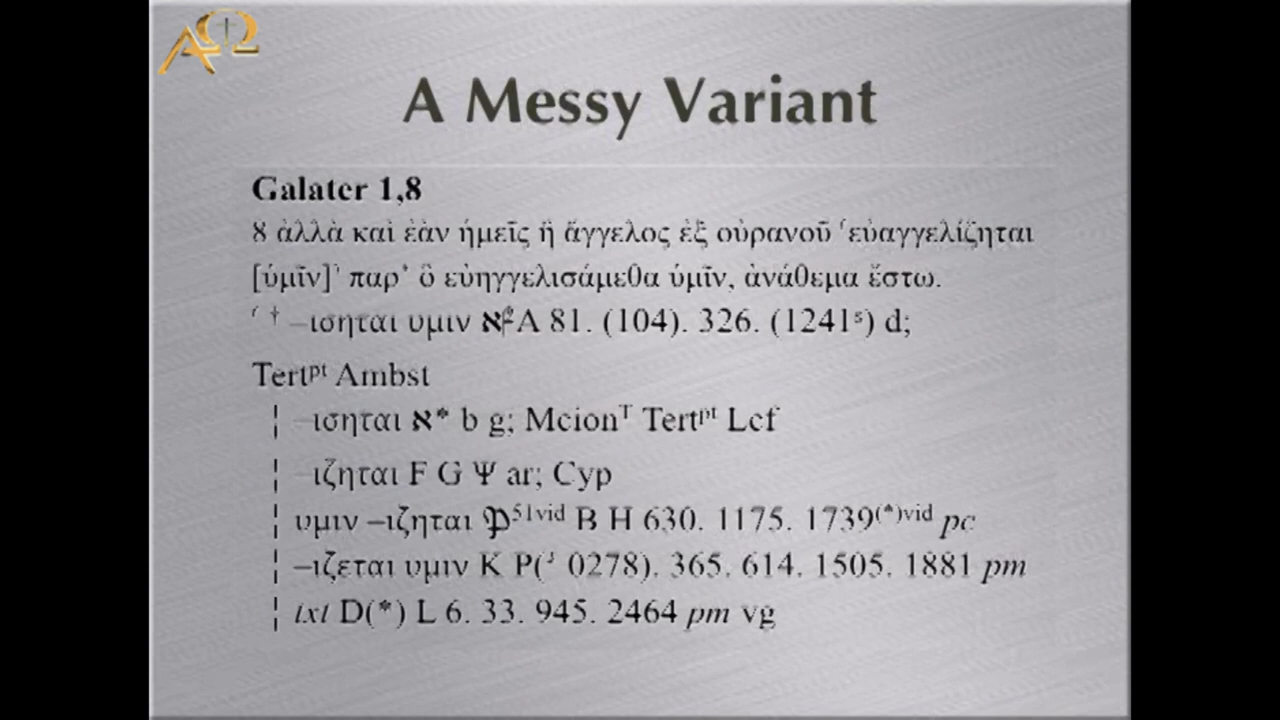 ΑΩ
A Messy Variant
Galater 1,8
8 ἀλλὰ καὶ ἐὰν ἡμεῖς ἢ ἄγγελος ἐξ οὐρανοῦ ⸂εὐαγγελίζηται
[ὑμῖν]⸃ παρ᾽ ὃ εὐηγγελισάμεθα ὑμῖν, ἀνάθεμα ἔστω.
⸂ † –ισηται υμιν ℵ² A 81. (104). 326. (1241ˢ) d;
Tertᵖᵗ Ambst
¦ –ισηται ℵ* b g; Mcionᵀ Tertᵖᵗ Lcf
¦ –ιζηται F G Ψ ar; Cyp
¦ υμιν –ιζηται 𝔓⁵¹ᵛⁱᵈ B H 630. 1175. 1739⁽*⁾ᵛⁱᵈ pc
¦ –ιζεται υμιν K P( 0278). 365. 614. 1505. 1881 pm
¦ txt D(*) L 6. 33. 945. 2464 pm vg